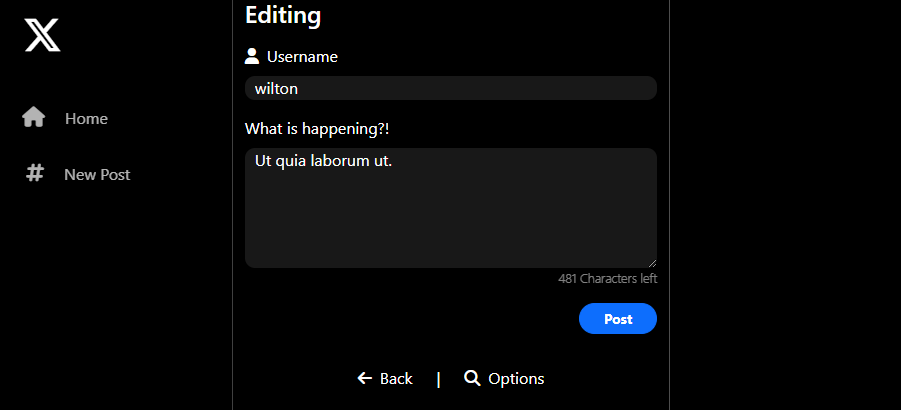 Editing
Username
wilton
Home
What is happening?!
Ut quia laborum ut.
New Post
481 Characters left
Post
Back | Options